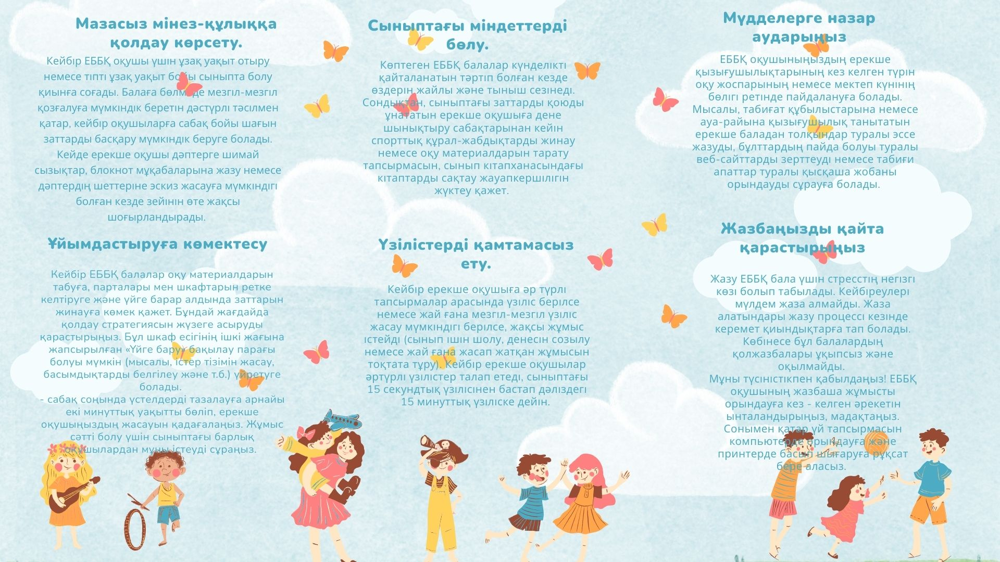 Мазасыз мінез-құлыққа
қолдау көрсету.
Кейбір ЕББҚ оқушы үшін ұзақ уақыт отыру
немесе тіпті ұзақ уақыт бойы сыныпта болу
қиынға соғады. Балаға бөлмеде мезгіл-мезгіл
қозғалуға мүмкіндік беретін дәстүрлі тәсілмен
қатар, кейбір оқушыларға сабақ бойы шағын
заттарды басқару мүмкіндік беруге болады.
Кейде ерекше оқушы дәптерге шимай
сызықтар, блокнот мұқабаларына жазу немесе
дәптердің шеттеріне эскиз жасауға мүмкіндігі
болған кезде зейінін өте жақсы
шоғырландырады.
Ұйымдастыруға көмектесу
Кейбір ЕББҚ балалар оқу материалдарын
табуға, парталары мен шкафтарын ретке
келтіруге және үйге барар алдында заттарын
жинауға көмек қажет. Бұндай жағдайда
қолдау стратегиясын жүзеге асыруды
қарастырыңыз. Бұл шкаф есігінің ішкі жағына
жапсырылған «Үйге бару» бақылау парағы
болуы мүмкін (мысалы, істер тізімін жасау,
басымдықтарды белгілеу және т.б.) үйретуге
болады.
- сабақ соңында үстелдерді тазалауға арнайы
екі минуттық уақытты бөліп, ерекше
оқушыңыздың жасауын қадағалаңыз. Жұмыс
сәтті болу үшін сыныптағы барлық
оқушылардан мұны істеуді сұраңыз.
Сыныптағы міндеттерді
бөлу.
Көптеген ЕББҚ балалар күнделікті
қайталанатын тәртіп болған кезде
өздерін жайлы және тыныш сезінеді.
Сондықтан, сыныптағы заттарды қоюды
ұнататын ерекше оқушыға дене
шынықтыру сабақтарынан кейін
спорттық құрал-жабдықтарды жинау
немесе оқу материалдарын тарату
тапсырмасын, сынып кітапханасындағы
кітаптарды сақтау жауапкершілігін
жүктеу қажет.
Үзілістерді қамтамасыз
ету.
Кейбір ерекше оқушыға әр түрлі
тапсырмалар арасында үзіліс берілсе
немесе жай ғана мезгіл-мезгіл үзіліс
жасау мүмкіндігі берілсе, жақсы жұмыс
істейді (сынып ішін шолу, денесін созылу
немесе жай ғана жасап жатқан жұмысын
тоқтата тұру). Кейбір ерекше оқушылар
әртүрлі үзілістер талап етеді, сыныптағы
15 секундтық үзілісінен бастап дәліздегі
15 минуттық үзіліске дейін.
Мүдделерге назар
аударыңыз
ЕББҚ оқушыныңыздың ерекше
қызығушылықтарының кез келген түрін
оқу жоспарының немесе мектеп күнінің
бөлігі ретінде пайдалануға болады.
Мысалы, табиғат құбылыстарына немесе
ауа-райына қызығушылық танытатын
ерекше баладан толқындар туралы эссе
жазуды, бұлттардың пайда болуы туралы
веб-сайттарды зерттеуді немесе табиғи
апаттар туралы қысқаша жобаны
орындауды сұрауға болады.
Жазбаңызды қайта
қарастырыңыз
Жазу ЕББҚ бала үшін стресстің негізгі
көзі болып табылады. Кейбіреулері
мүлдем жаза алмайды. Жаза
алатындары жазу процессі кезінде
керемет қиындықтарға тап болады.
Көбінесе бұл балалардың
қолжазбалары ұқыпсыз және
оқылмайды.
Мұны түсіністікпен қабылдаңыз! ЕББҚ
оқушының жазбаша жұмысты
орындауға кез - келген әрекетін
ынталандырыңыз, мадақтаңыз.
Сонымен қатар үй тапсырмасын
компьютерде орындауға және
принтерде басып шығаруға рұқсат
бере аласыз.